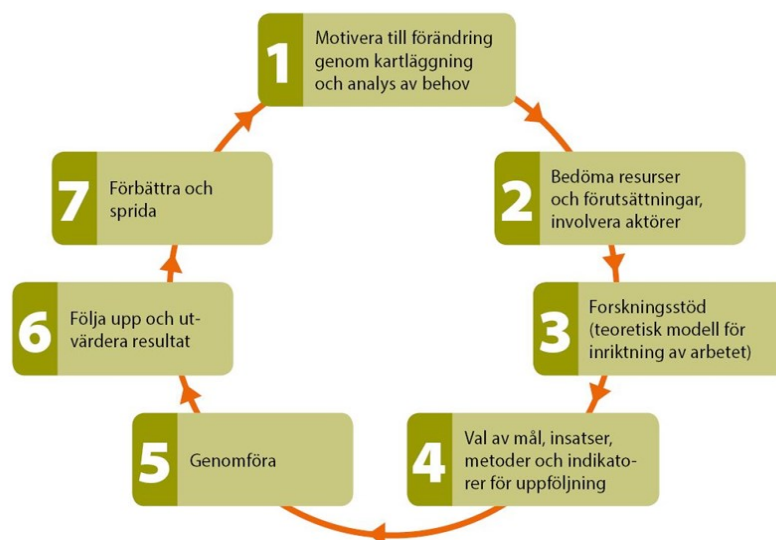 1
Motivera till förändring
genom kartläggning
och analys av behov
2
Bedöma resurser
och förutsättningar,
involvera aktörer
3
Forskningsstöd
(teoretisk modell för
inriktning av arbetet)
4
Val av mål, insatser,
metoder och indikato-
rer för uppföljning
5
Genomföra
6
Följa upp och ut-
värdera resultat
7
Förbättra och
sprida